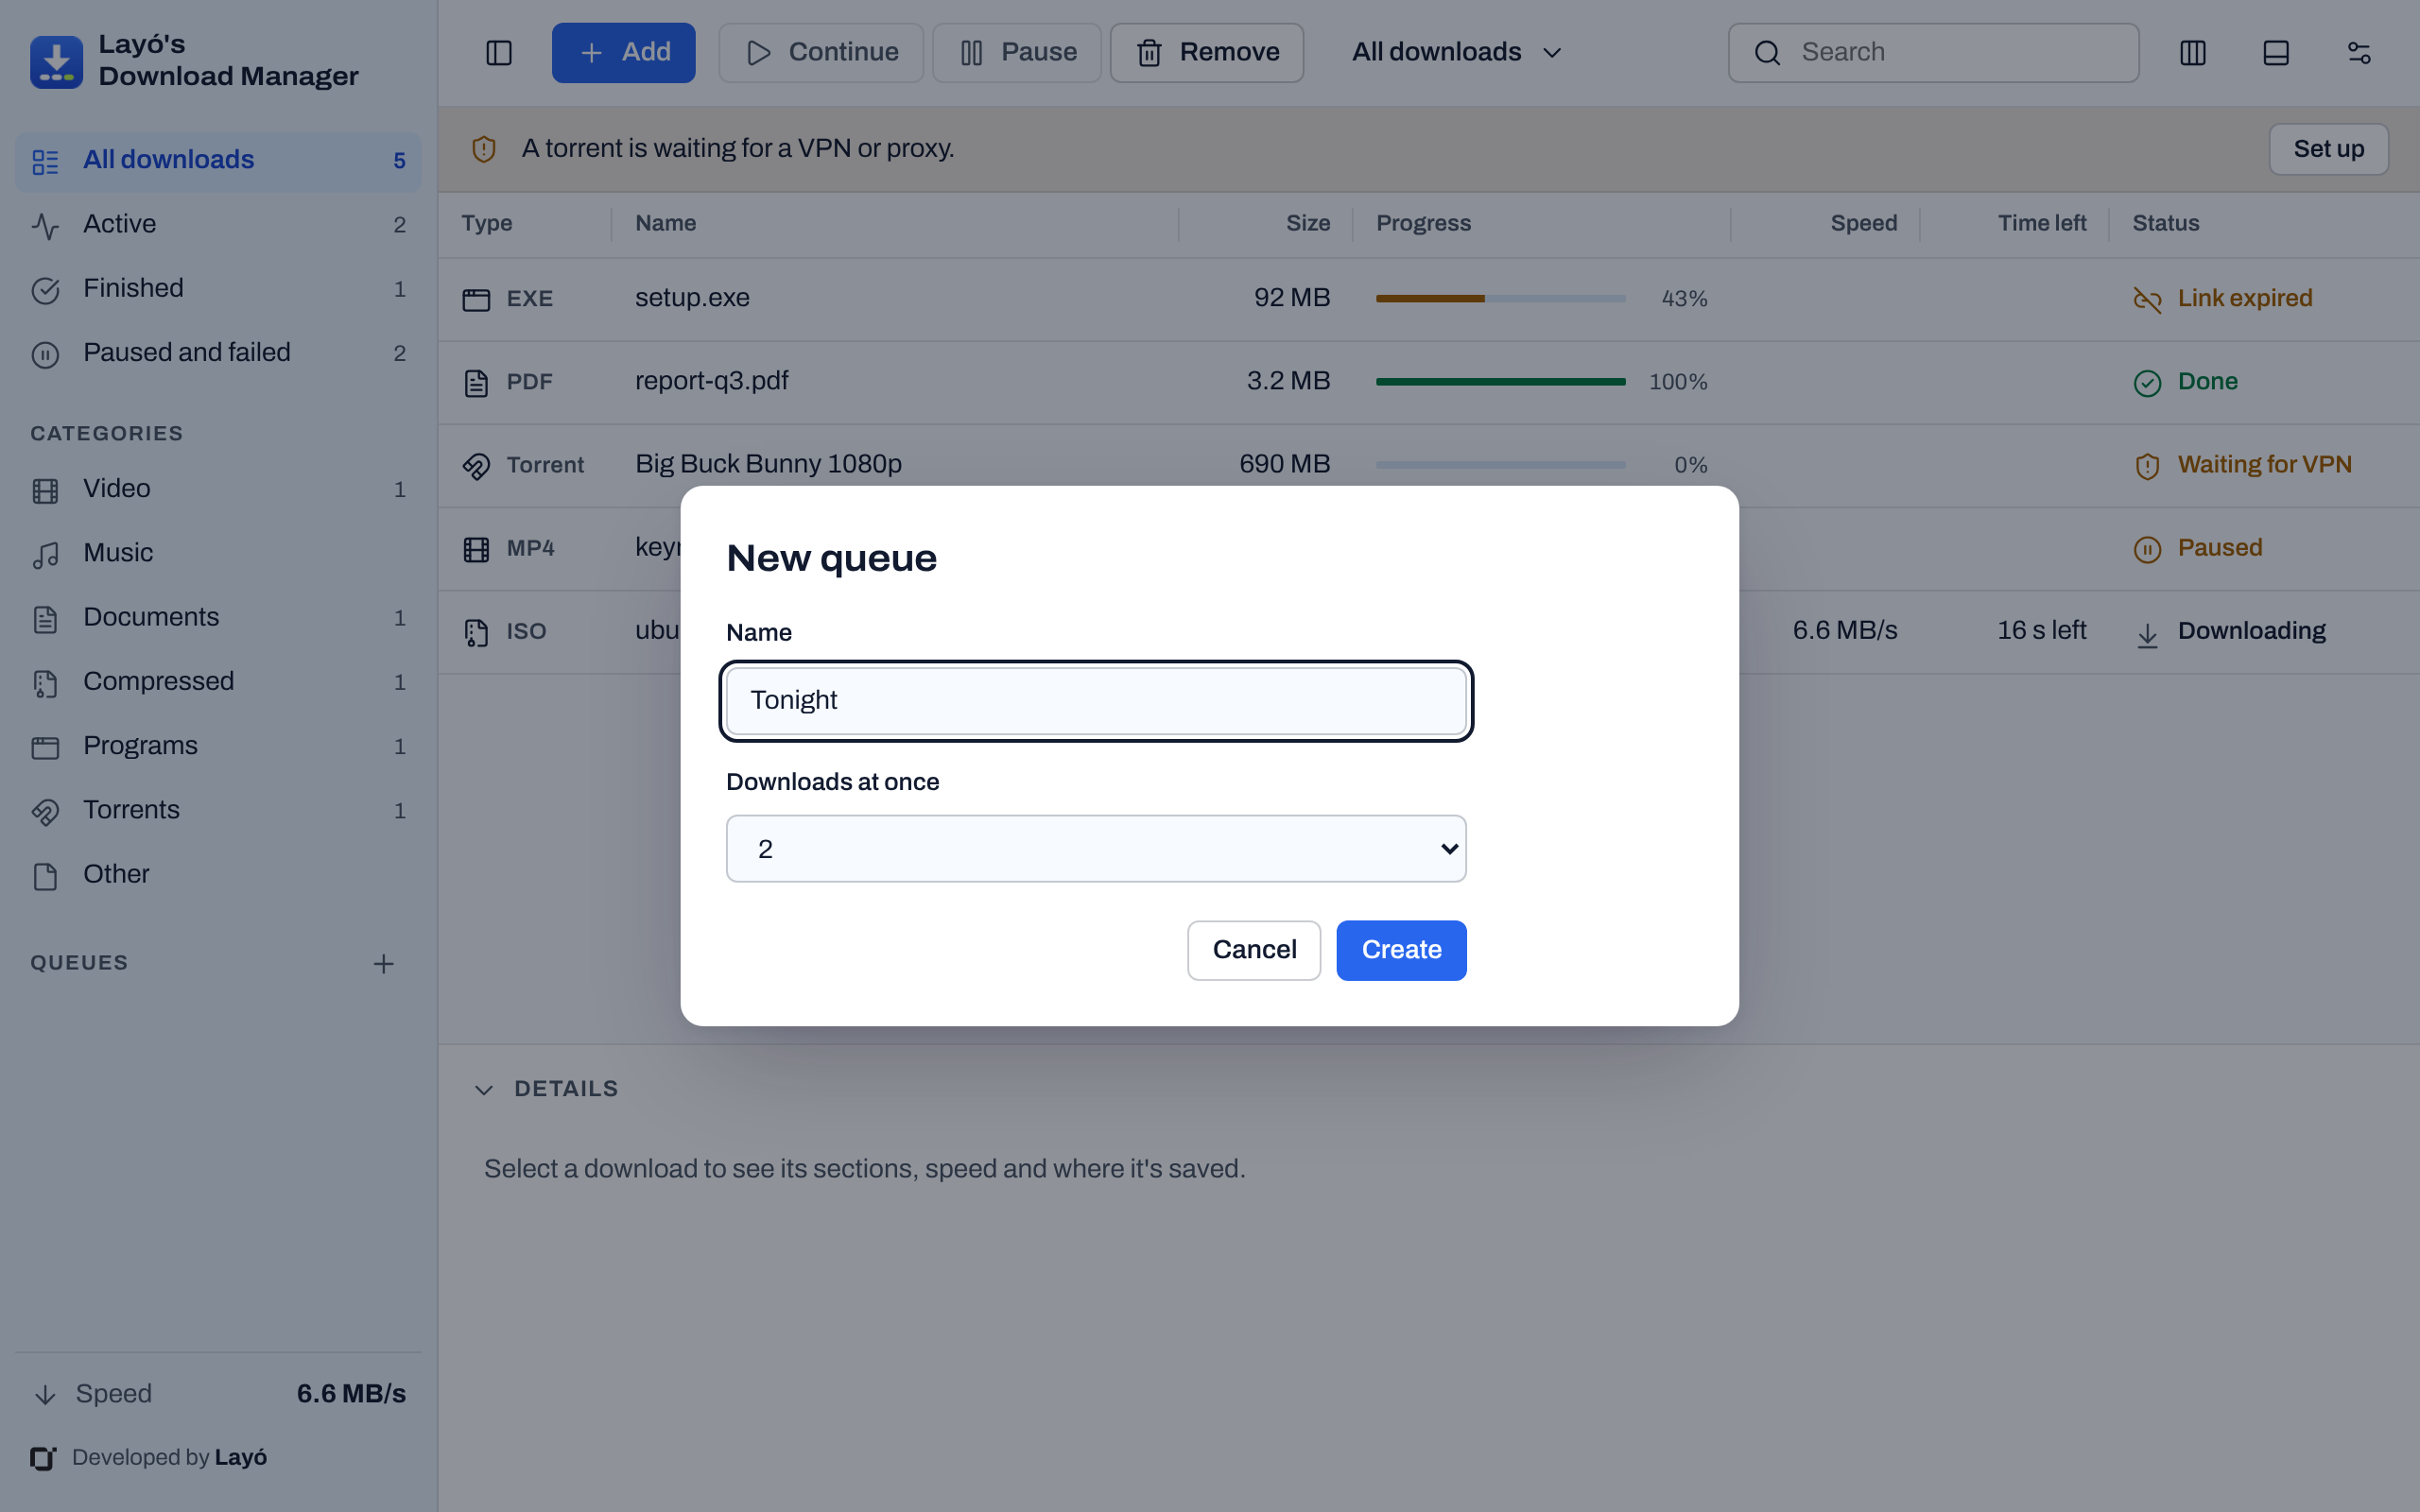 Layó's
Download Manager
Add
Continue
Pause
Remove
All downloads
Search
All downloads 5
Active 2
Finished 1
Paused and failed 2
CATEGORIES
Video 1
Music
Documents 1
Compressed 1
Programs 1
Torrents 1
Other
QUEUES
Speed 6.6 MB/s
Developed by Layó
A torrent is waiting for a VPN or proxy.
Set up
Type Name Size Progress Speed Time left Status
EXE setup.exe 92 MB 43% Link expired
PDF report-q3.pdf 3.2 MB 100% Done
Torrent Big Buck Bunny 1080p 690 MB 0% Waiting for VPN
MP4 Paused
ISO ubu 6.6 MB/s 16 s left Downloading
New queue
Name
Tonight
Downloads at once
2
Cancel
Create
DETAILS
Select a download to see its sections, speed and where it's saved.